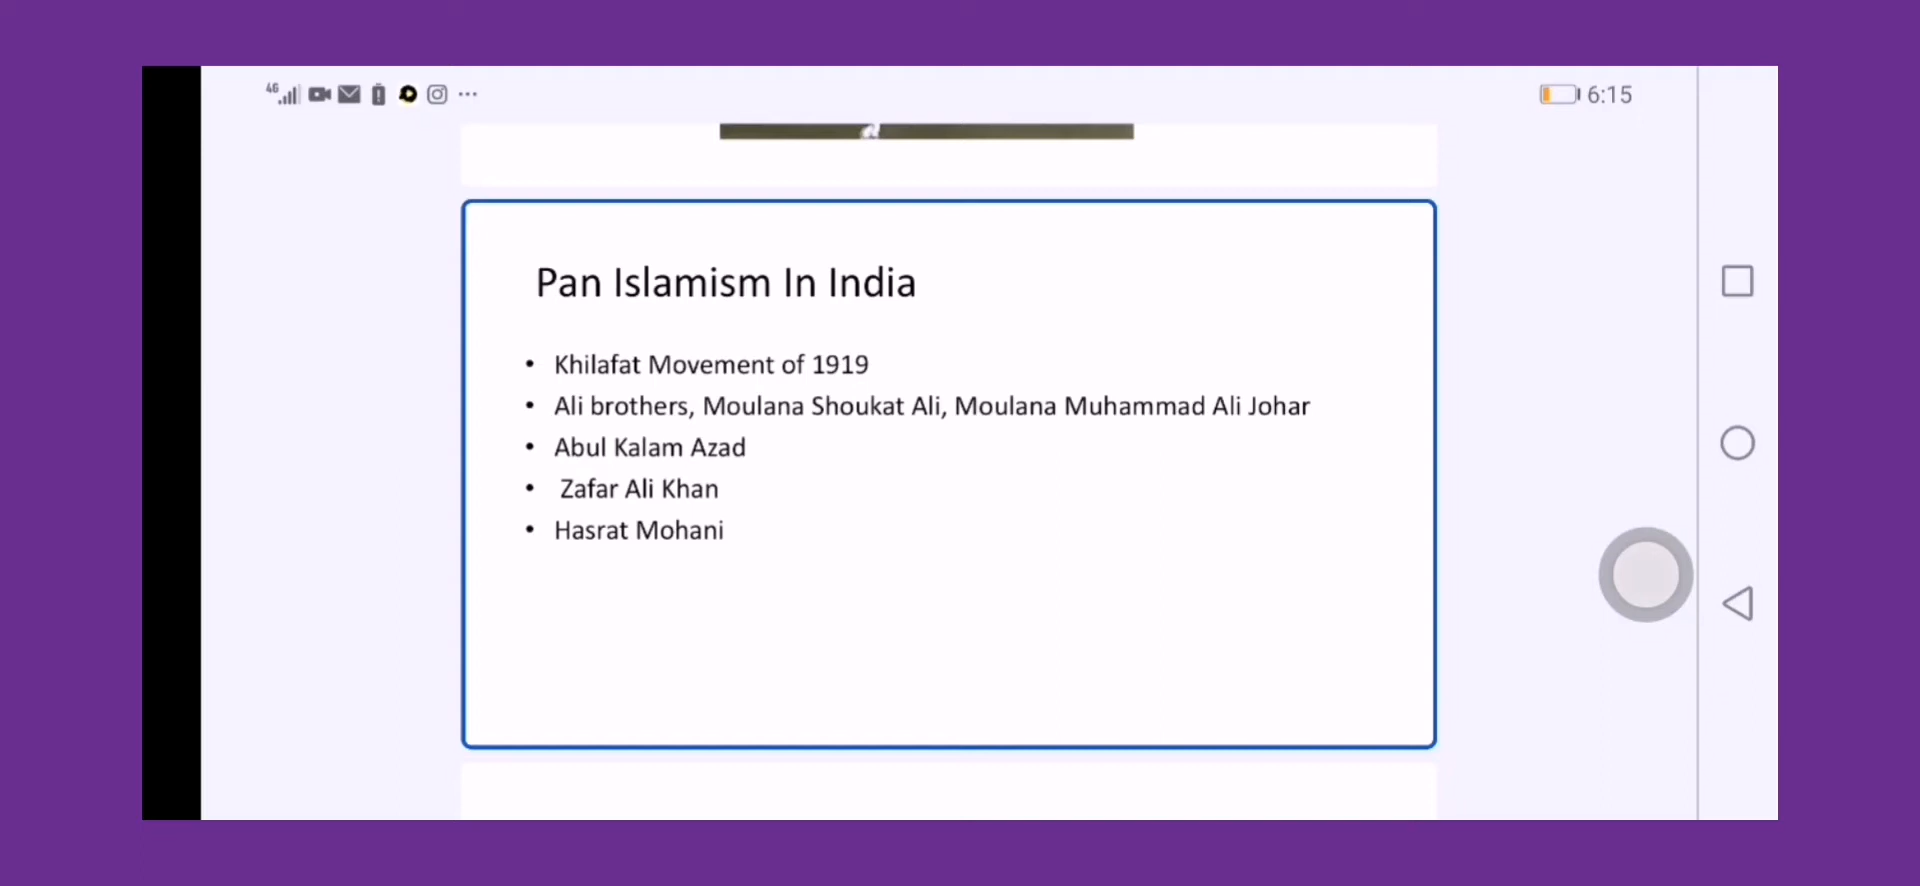 4G 6:15
Pan Islamism In India
• Khilafat Movement of 1919
• Ali brothers, Moulana Shoukat Ali, Moulana Muhammad Ali Johar
• Abul Kalam Azad
• Zafar Ali Khan
• Hasrat Mohani